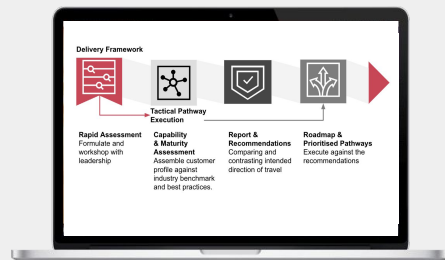 Delivery Framework
Tactical Pathway
Execution
Rapid Assessment
Formulate and
workshop with
leadership
Capability
& Maturity
Assessment
Assemble customer
profile against
industry benchmark
and best practices.
Report &
Recommendations
Comparing and
contrasting intended
direction of travel
Roadmap &
Prioritised Pathways
Execute against the
recommendations